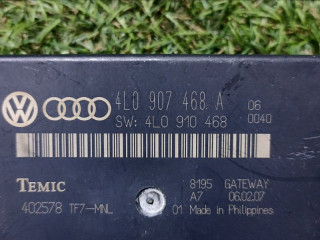 4L0 907 468 A 06
0040
SW: 4L0 910 468
TEMIC 8195 GATEWAY
A7 06.02.07
402578 TF7-MNL 01 Made in Philippines